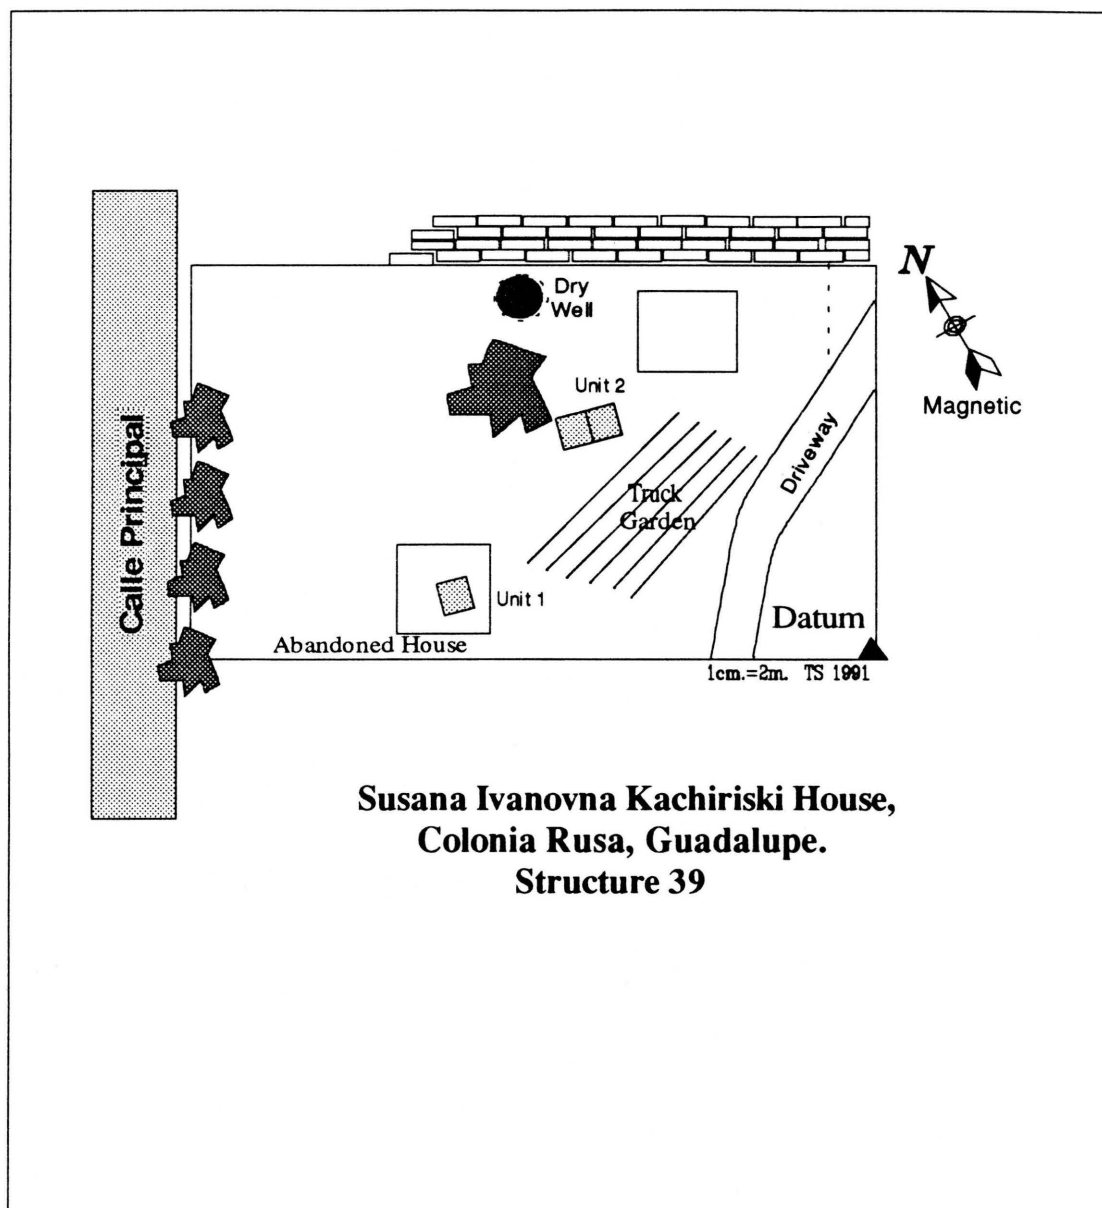 Dry
Well
N
Unit 2
Magnetic
Calle Principal
Driveway
Truck
Garden
Unit 1
Datum
Abandoned House
1cm.=2m. TS 1991
Susana Ivanovna Kachiriski House,
Colonia Rusa, Guadalupe.
Structure 39